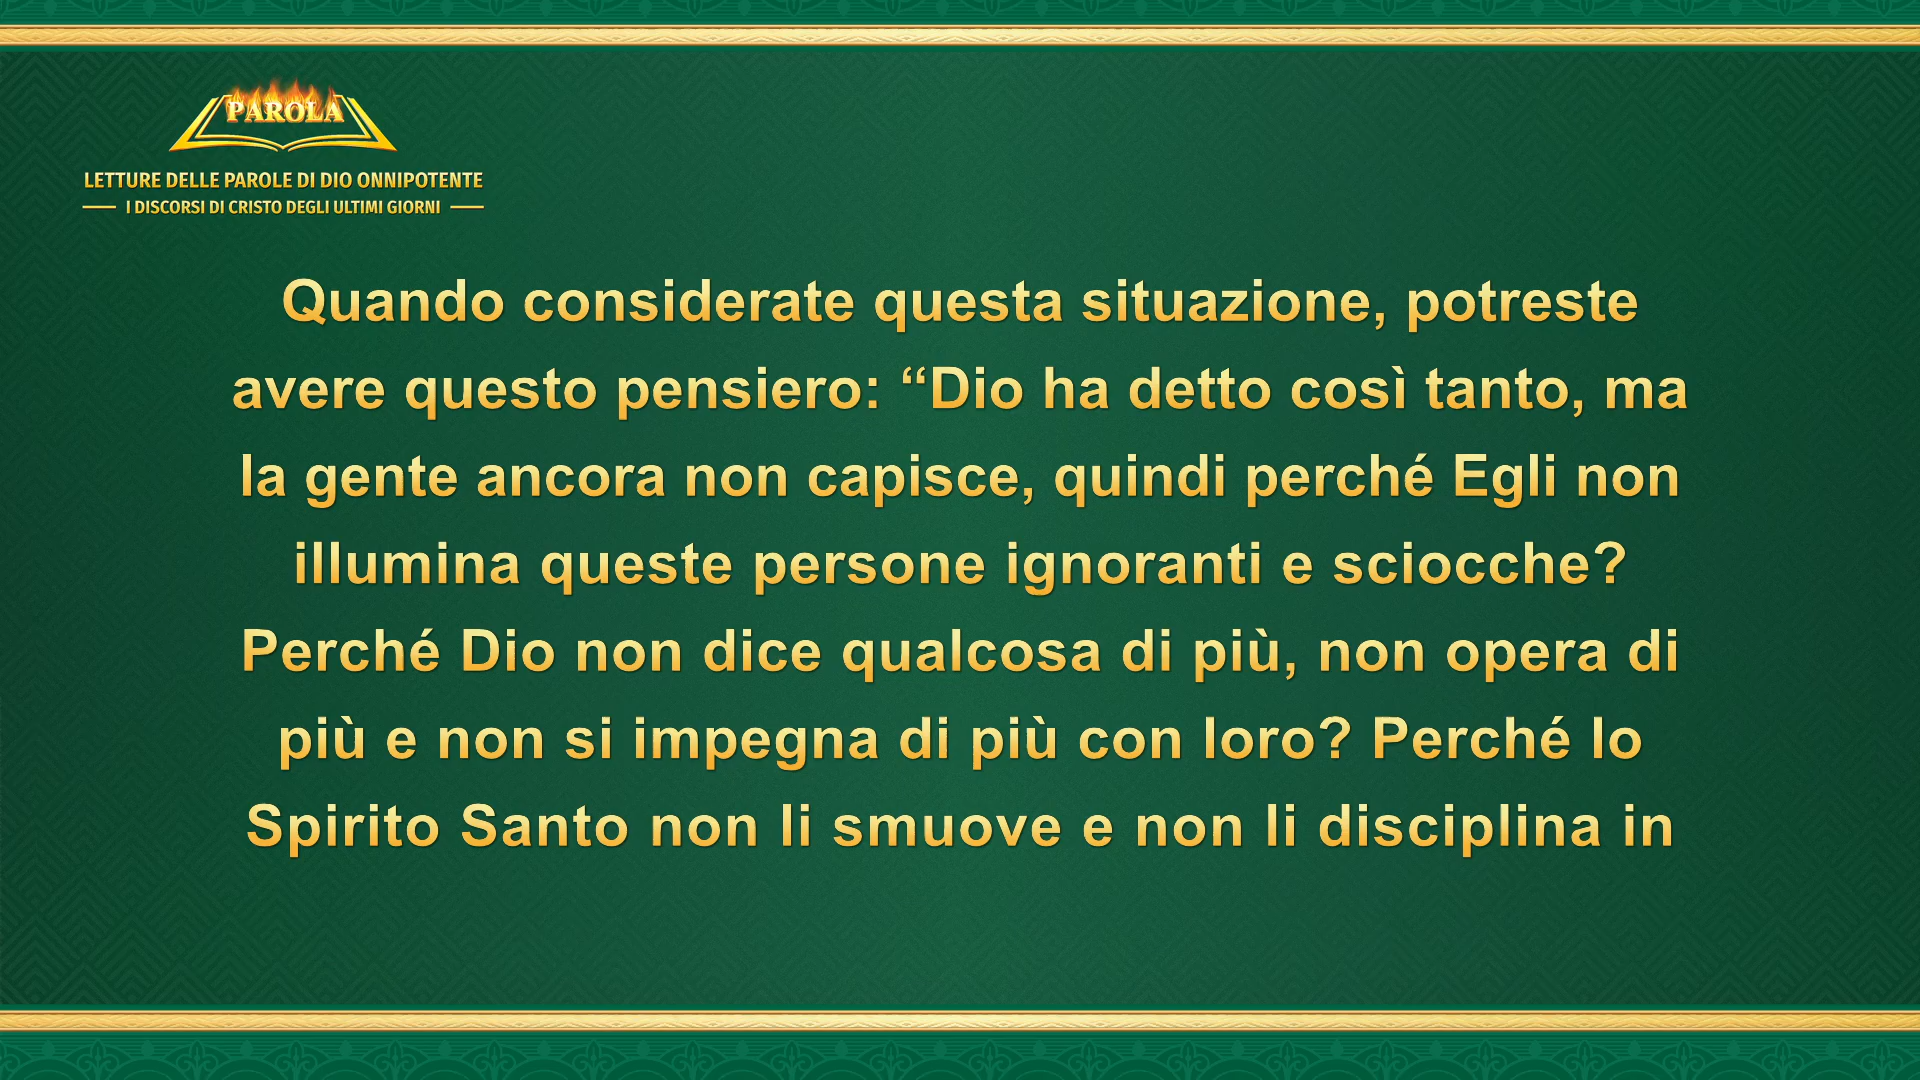 PAROLA
LETTURE DELLE PAROLE DI DIO ONNIPOTENTE
I DISCORSI DI CRISTO DEGLI ULTIMI GIORNI
Quando considerate questa situazione, potreste
avere questo pensiero: “Dio ha detto così tanto, ma
la gente ancora non capisce, quindi perché Egli non
illumina queste persone ignoranti e sciocche?
Perché Dio non dice qualcosa di più, non opera di
più e non si impegna di più con loro? Perché lo
Spirito Santo non li smuove e non li disciplina in